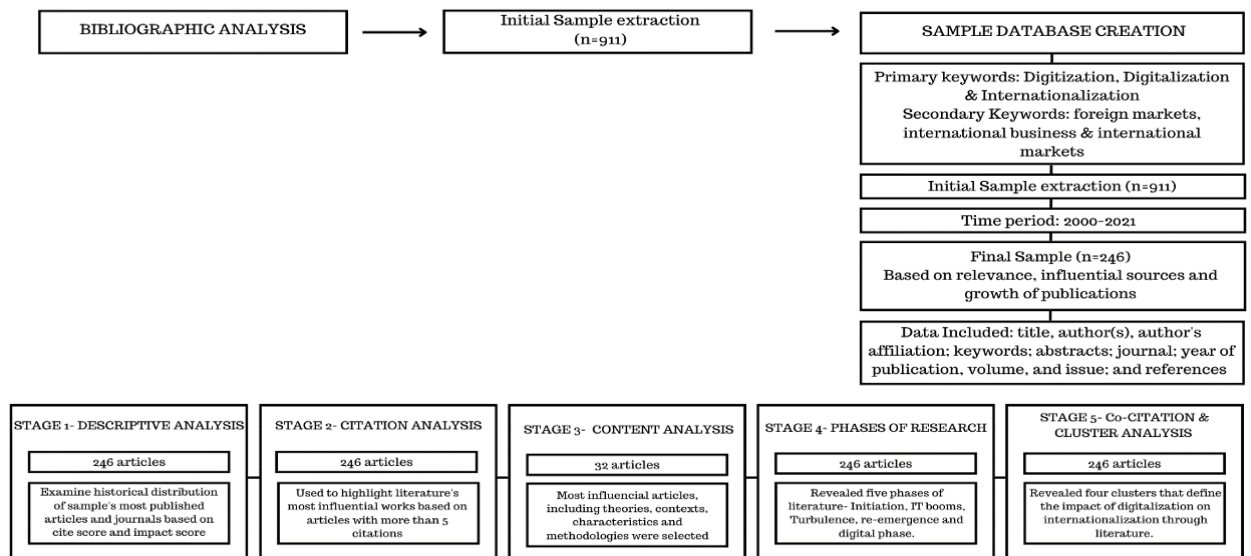 BIBLIOGRAPHIC ANALYSIS
Initial Sample extraction
(n=911)
SAMPLE DATABASE CREATION
Primary keywords: Digitization, Digitalization
& Internationalization
Secondary Keywords: foreign markets,
international business & international
markets
Initial Sample extraction (n=911)
Time period: 2000-2021
Final Sample (n=246)
Based on relevance, influential sources and
growth of publications
Data Included: title, author(s), author's
affiliation; keywords; abstracts; journal; year of
publication, volume, and issue; and references
STAGE 1- DESCRIPTIVE ANALYSIS
246 articles
Examine historical distribution
of sample's most published
articles and journals based on
cite score and impact score
STAGE 2- CITATION ANALYSIS
246 articles
Used to highlight literature's
most influential works based on
articles with more than 5
citations
STAGE 3- CONTENT ANALYSIS
32 articles
Most influencial articles,
including theories, contexts,
characteristics and
methodologies were selected
STAGE 4- PHASES OF RESEARCH
246 articles
Revealed five phases of
literature- Initiation, IT booms,
Turbulence, re-emergence and
digital phase.
STAGE 5- Co-CITATION &
CLUSTER ANALYSIS
246 articles
Revealed four clusters that define
the impact of digitalization on
internationalization through
literature.